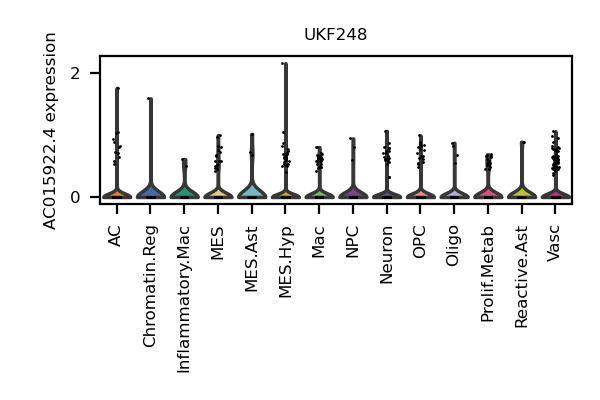 UKF248
AC015922.4 expression
2
0
AC
Chromatin.Reg
Inflammatory.Mac
MES
MES.Ast
MES.Hyp
Mac
NPC
Neuron
OPC
Oligo
Prolif.Metab
Reactive.Ast
Vasc